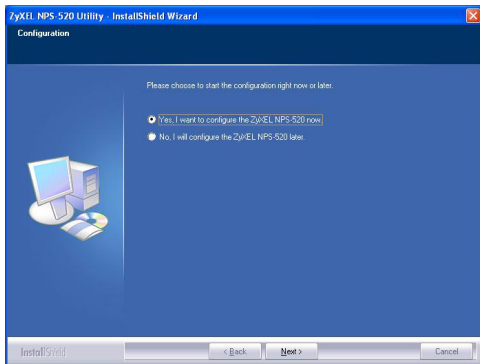 ZyXEL NPS-520 Utility - InstallShield Wizard
Configuration
Please choose to start the configuration right now or later.
Yes, I want to configure the ZyXEL NPS-520 now.
No, I will configure the ZyXEL NPS-520 later.
InstallShield
< Back Next > Cancel